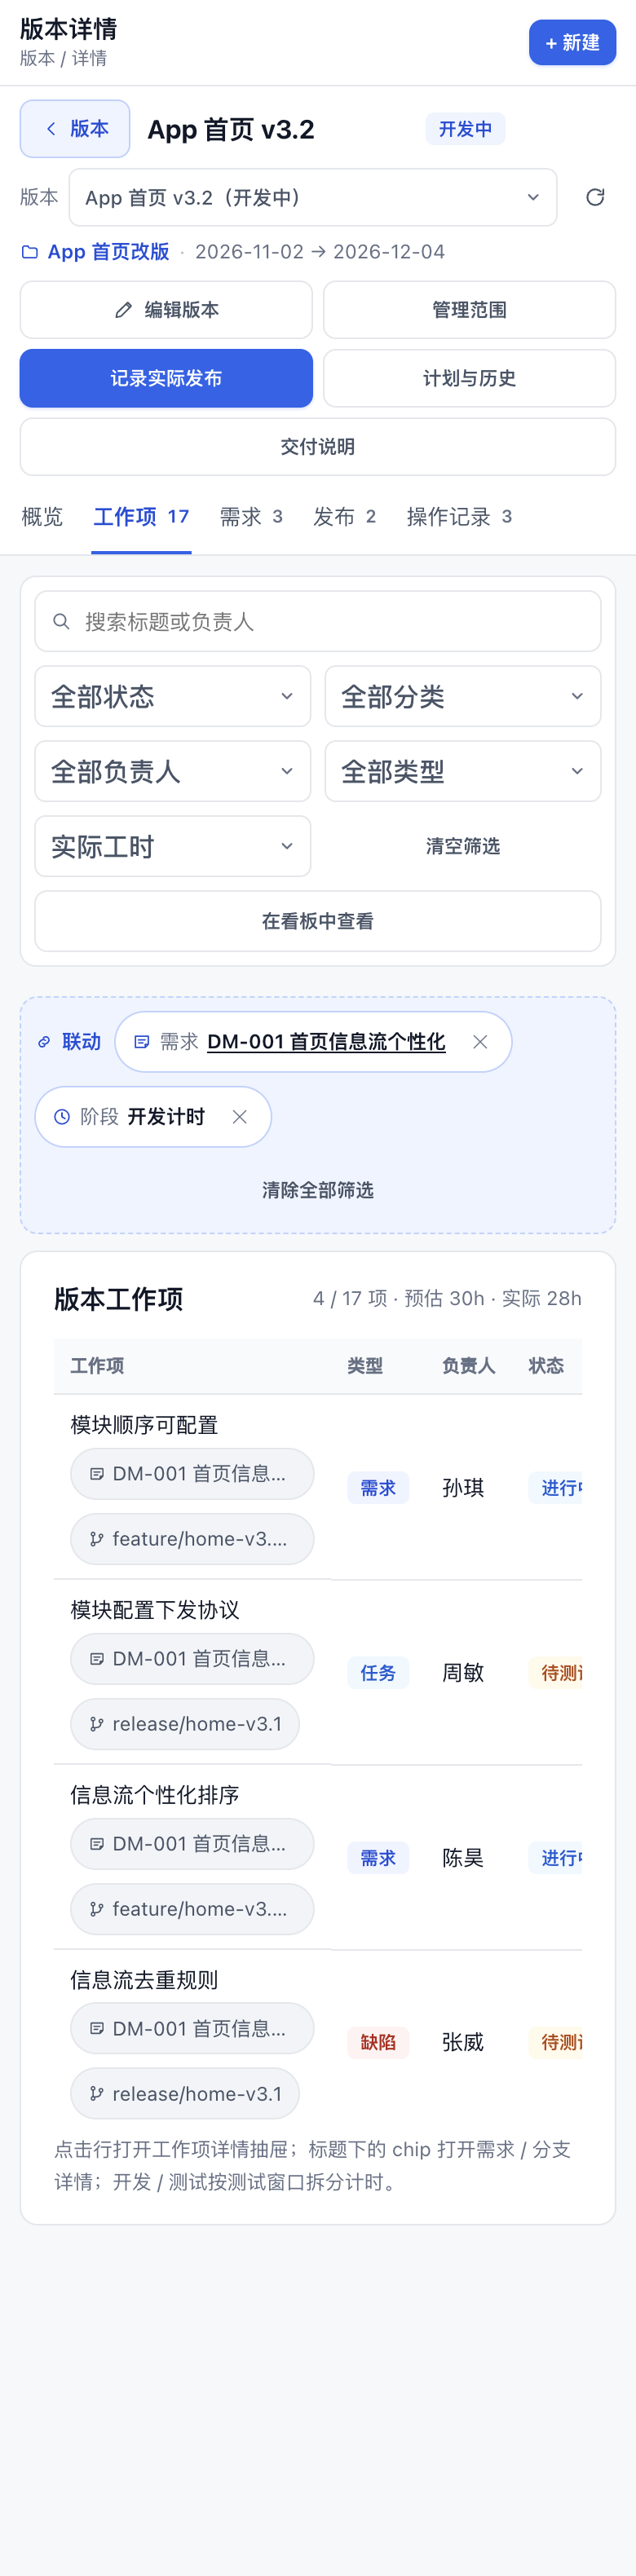 版本详情
版本 / 详情
+ 新建
版本
App 首页 v3.2
开发中
版本
App 首页 v3.2（开发中）
App 首页改版 · 2026-11-02 → 2026-12-04
编辑版本
管理范围
记录实际发布
计划与历史
交付说明
概览
工作项 17
需求 3
发布 2
操作记录 3
搜索标题或负责人
全部状态
全部分类
全部负责人
全部类型
实际工时
清空筛选
在看板中查看
联动
需求 DM-001 首页信息流个性化
阶段 开发计时
清除全部筛选
版本工作项
4 / 17 项 · 预估 30h · 实际 28h
工作项 类型 负责人 状态
模块顺序可配置
DM-001 首页信息...
feature/home-v3....
需求
孙琪
进行
模块配置下发协议
DM-001 首页信息...
release/home-v3.1
任务
周敏
待测
信息流个性化排序
DM-001 首页信息...
feature/home-v3....
需求
陈昊
进行
信息流去重规则
DM-001 首页信息...
release/home-v3.1
缺陷
张威
待测
点击行打开工作项详情抽屉；标题下的 chip 打开需求 / 分支
详情；开发 / 测试按测试窗口拆分计时。